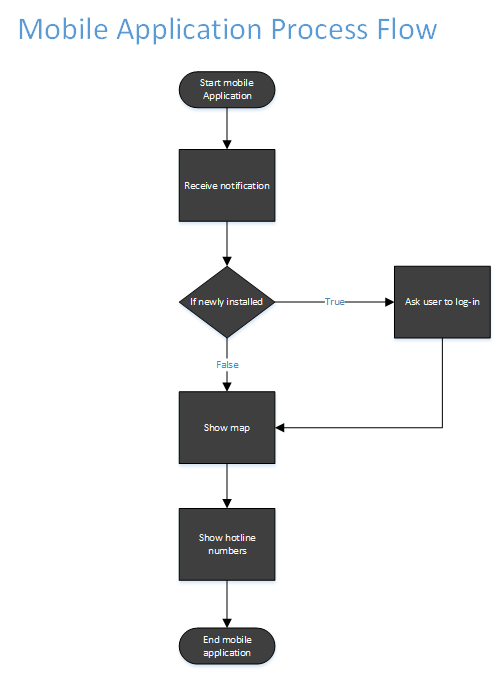 Mobile Application Process Flow
Start mobile
Application
Receive notification
If newly installed
True
Ask user to log-in
False
Show map
Show hotline
numbers
End mobile
application